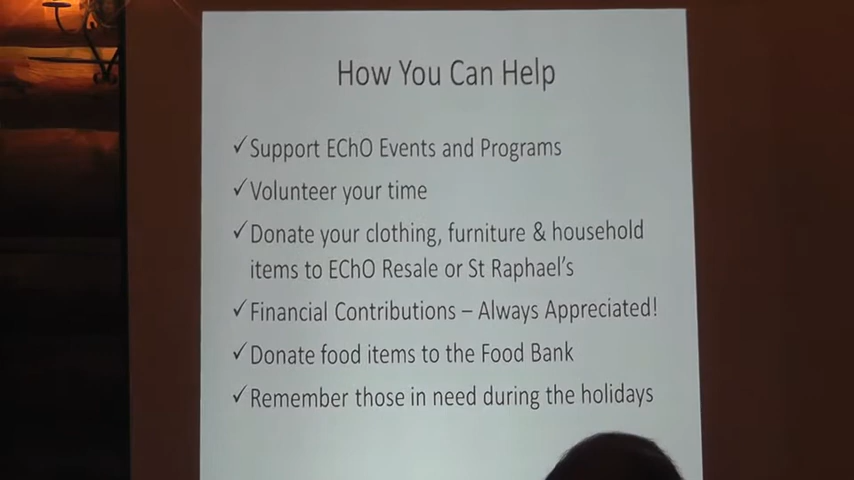 How You Can Help
✓Support EChO Events and Programs
✓Volunteer your time
✓Donate your clothing, furniture & household
items to EChO Resale or St Raphael's
✓Financial Contributions – Always Appreciated!
✓Donate food items to the Food Bank
✓Remember those in need during the holidays